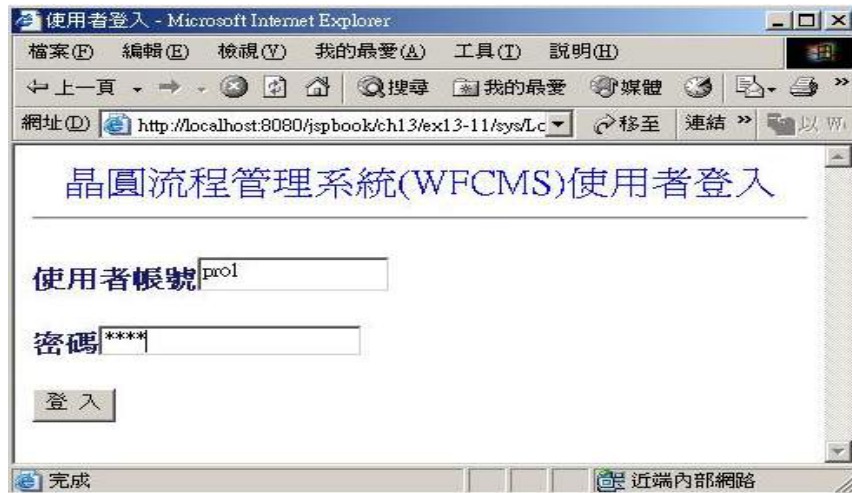 使用者登入 - Microsoft Internet Explorer
檔案(F) 編輯(E) 檢視(V) 我的最愛(A) 工具(T) 說明(H)
上一頁 搜尋 我的最愛 媒體 »
網址(D) http://localhost:8080/jspbook/ch13/ex13-11/sys/Lo 移至 連結 » 以
晶圓流程管理系統(WFCMS)使用者登入
使用者帳號 pro1
密碼 ****
登 入
完成 近端內部網路